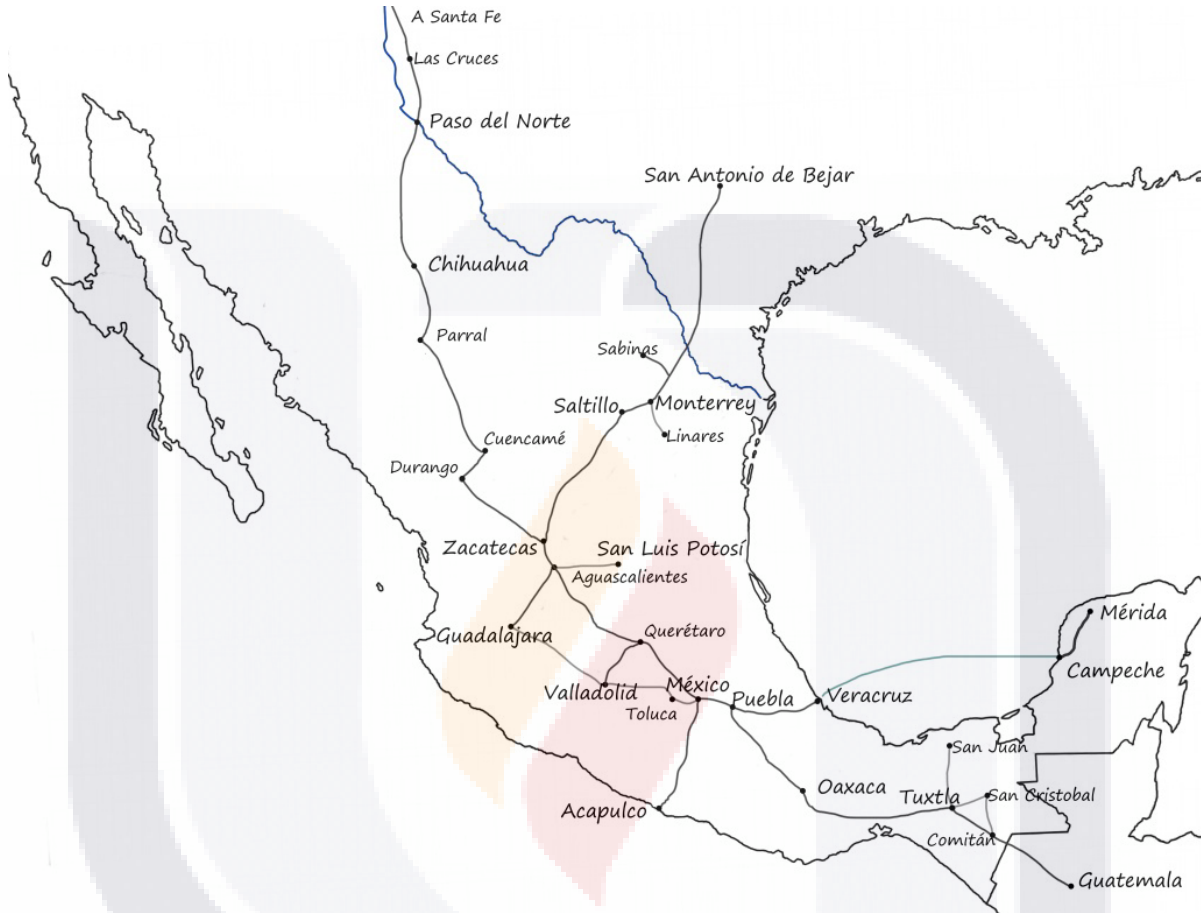 A Santa Fe
Las Cruces
Paso del Norte
San Antonio de Bejar
Chihuahua
Parral
Sabinas
Saltillo
Monterrey
Linares
Cuencamé
Durango
Zacatecas
San Luis Potosí
Aguascalientes
Guadalajara
Querétaro
Valladolid
México
Toluca
Puebla
Veracruz
Mérida
Campeche
San Juan
Oaxaca
Tuxtla
San Cristobal
Acapulco
Comitán
Guatemala